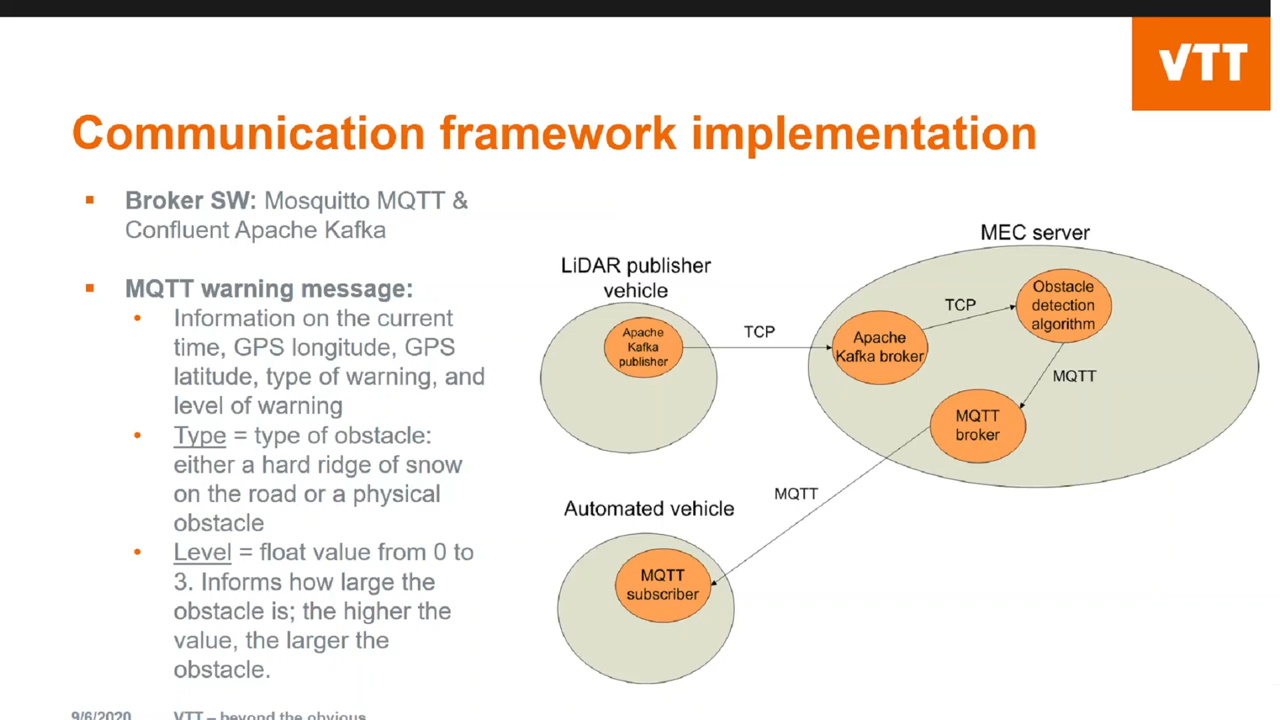 VTT
Communication framework implementation
Broker SW: Mosquitto MQTT &
Confluent Apache Kafka
MQTT warning message:
Information on the current
time, GPS longitude, GPS
latitude, type of warning, and
level of warning
Type = type of obstacle:
either a hard ridge of snow
on the road or a physical
obstacle
Level = float value from 0 to
3. Informs how large the
obstacle is; the higher the
value, the larger the
obstacle.
LiDAR publisher
vehicle
Apache
Kafka
publisher
TCP
MEC server
Apache
Kafka broker
TCP
Obstacle
detection
algorithm
MQTT
MQTT
broker
MQTT
Automated vehicle
MQTT
subscriber
9/6/2020
VTT – beyond the obvious